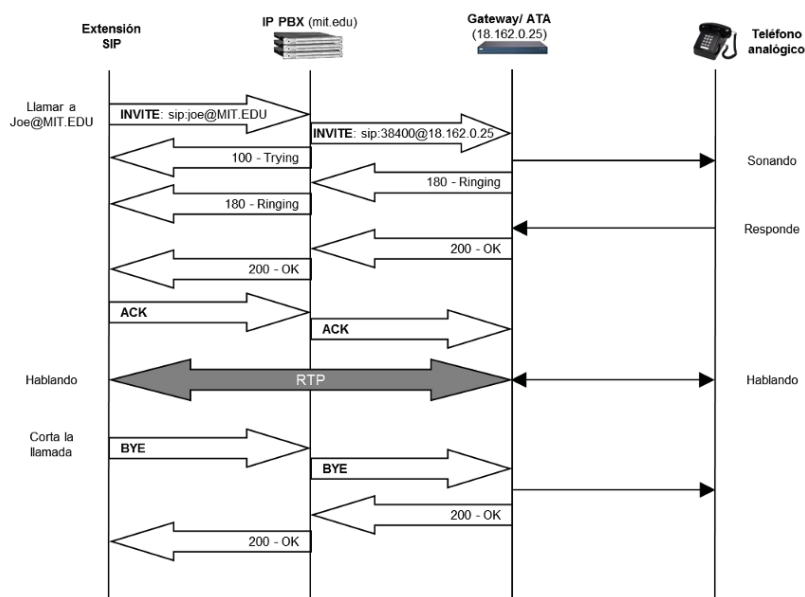 Extensión
SIP
IP PBX (mit.edu)
Gateway/ ATA
(18.162.0.25)
Teléfono
analógico
Llamar a
Joe@MIT.EDU
INVITE: sip:joe@MIT.EDU
INVITE: sip:38400@18.162.0.25
100 - Trying
Sonando
180 - Ringing
180 - Ringing
Responde
200 - OK
200 - OK
ACK
ACK
Hablando
RTP
Hablando
Corta la
llamada
BYE
BYE
200 - OK
200 - OK